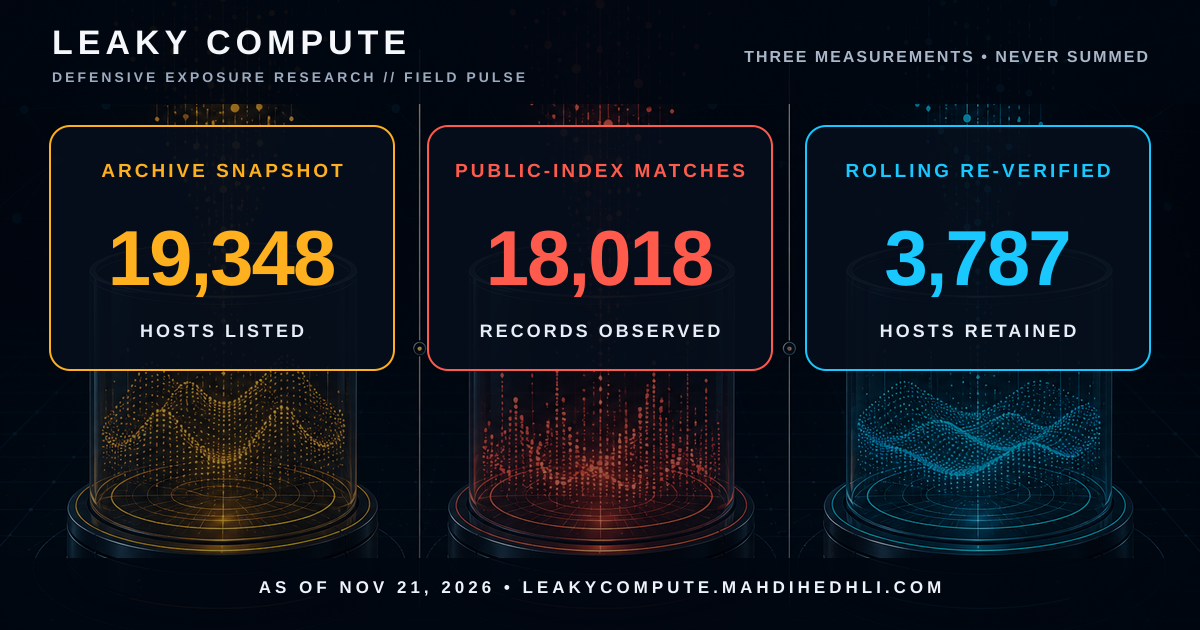 LEAKY COMPUTE
DEFENSIVE EXPOSURE RESEARCH // FIELD PULSE
THREE MEASUREMENTS • NEVER SUMMED
ARCHIVE SNAPSHOT
19,348
HOSTS LISTED
PUBLIC-INDEX MATCHES
18,018
RECORDS OBSERVED
ROLLING RE-VERIFIED
3,787
HOSTS RETAINED
AS OF NOV 21, 2026 • LEAKYCOMPUTE.MAHDIHEDHLI.COM